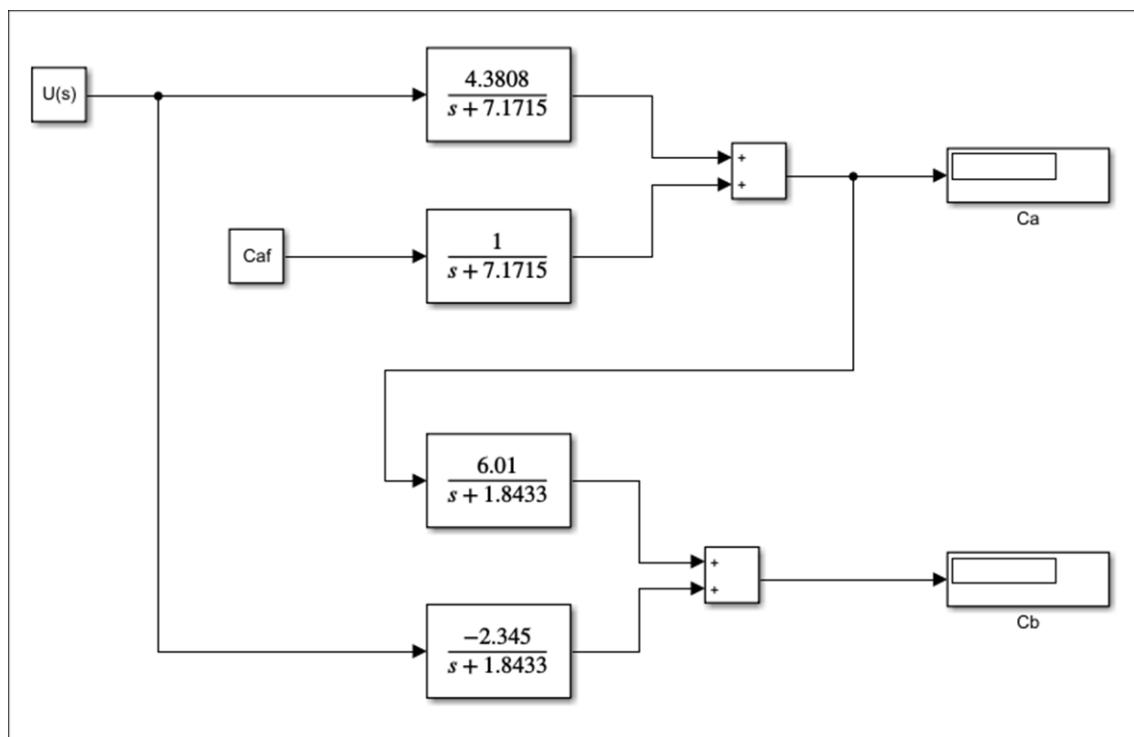 U(s)
4.3808
s + 7.1715
+
+
Ca
Caf
1
s + 7.1715
6.01
s + 1.8433
+
+
Cb
−2.345
s + 1.8433